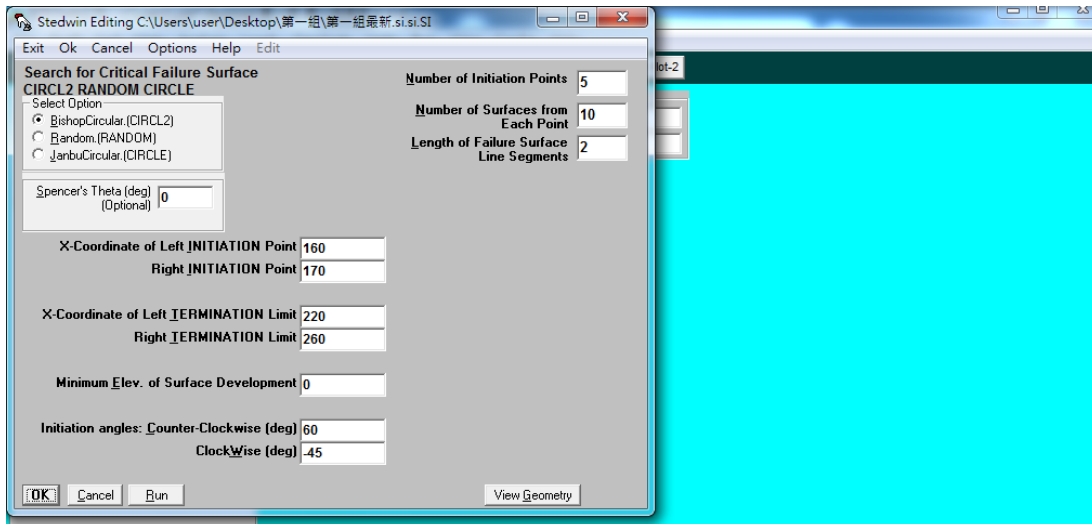 Stedwin Editing C:\Users\user\Desktop\第一組\第一組最新.si.si.SI
Exit Ok Cancel Options Help Edit
Search for Critical Failure Surface
CIRCL2 RANDOM CIRCLE
Select Option
BishopCircular.(CIRCL2)
Random.(RANDOM)
JanbuCircular.(CIRCLE)
Spencer's Theta (deg) 0
(Optional)
Number of Initiation Points 5
Number of Surfaces from
Each Point 10
Length of Failure Surface
Line Segments 2
X-Coordinate of Left INITIATION Point 160
Right INITIATION Point 170
X-Coordinate of Left TERMINATION Limit 220
Right TERMINATION Limit 260
Minimum Elev. of Surface Development 0
Initiation angles: Counter-Clockwise (deg) 60
ClockWise (deg) -45
OK Cancel Run View Geometry
lot-2